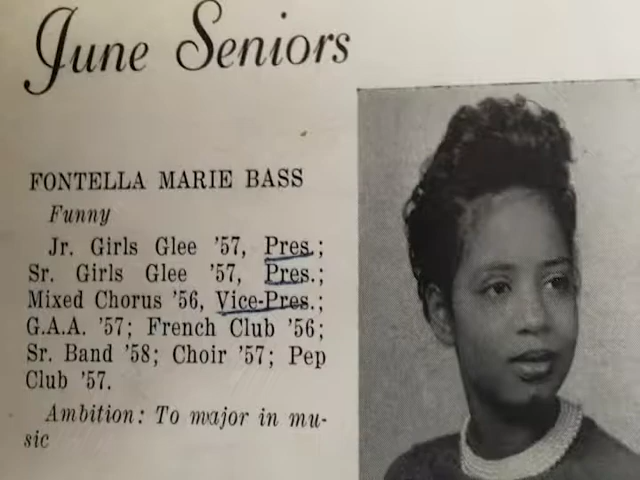 June Seniors
FONTELLA MARIE BASS
Funny
Jr. Girls Glee '57, Pres.;
Sr. Girls Glee '57, Pres.;
Mixed Chorus '56, Vice-Pres.;
G.A.A. '57; French Club '56;
Sr. Band '58; Choir '57; Pep
Club '57.
Ambition: To major in mu-
sic